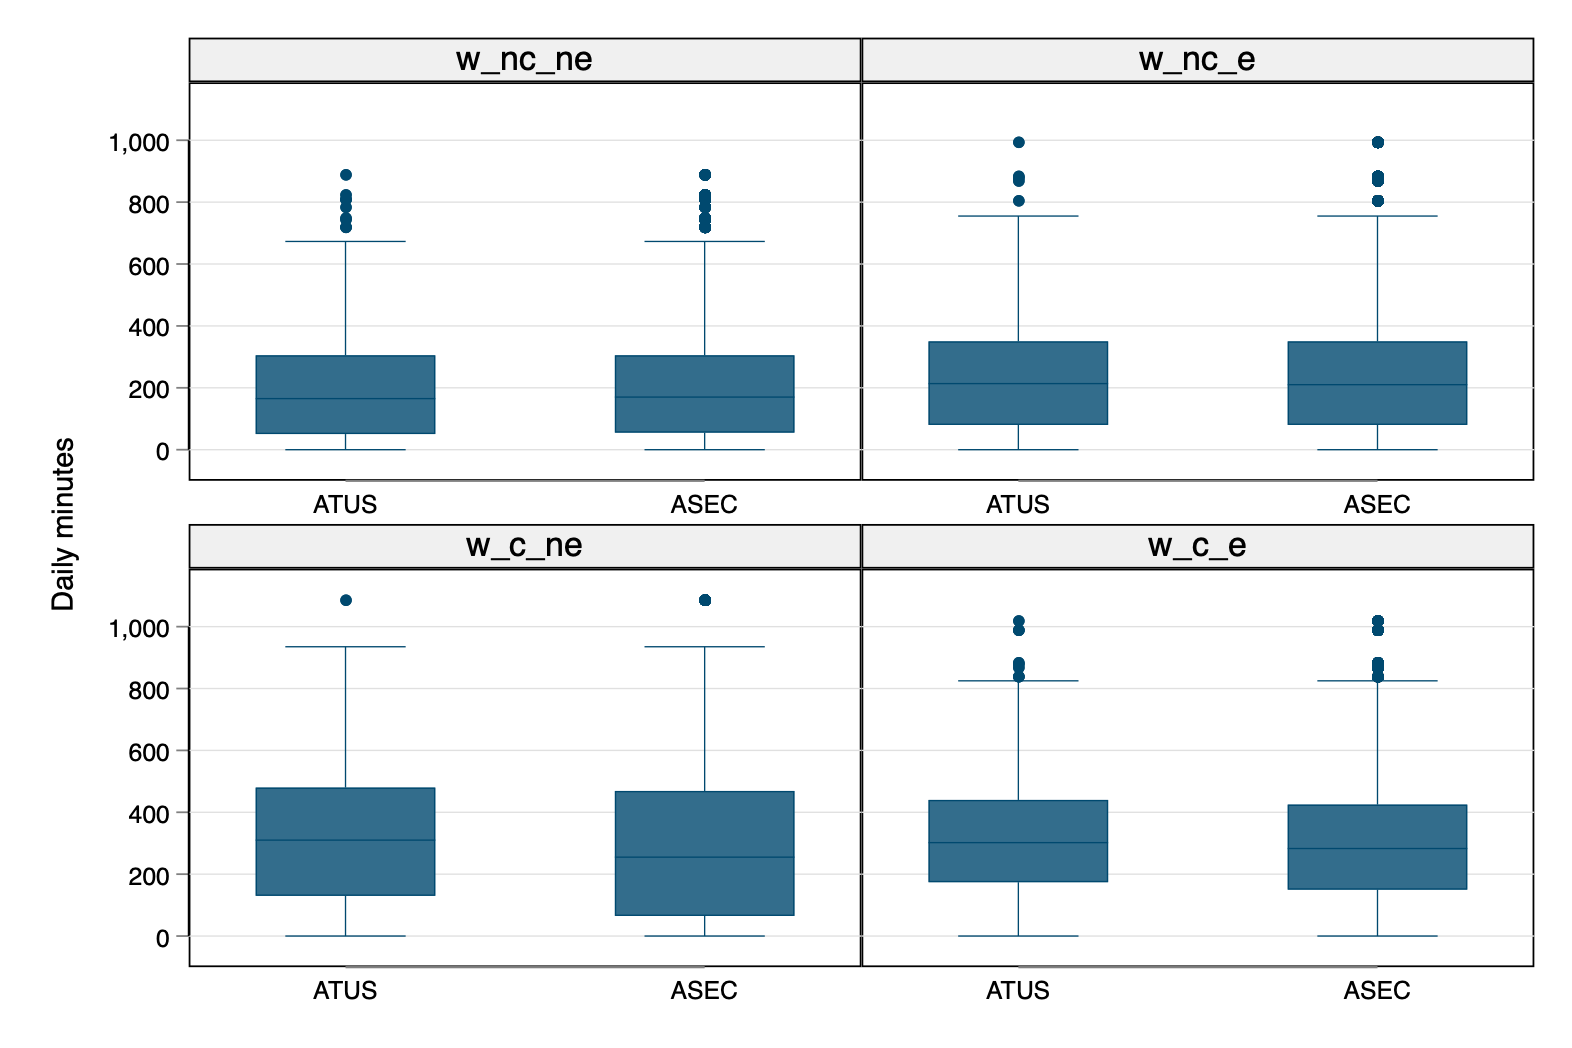 w_nc_ne
w_nc_e
1,000
800
600
400
200
0
ATUS
ASEC
ATUS
ASEC
Daily minutes
w_c_ne
w_c_e
1,000
800
600
400
200
0
ATUS
ASEC
ATUS
ASEC